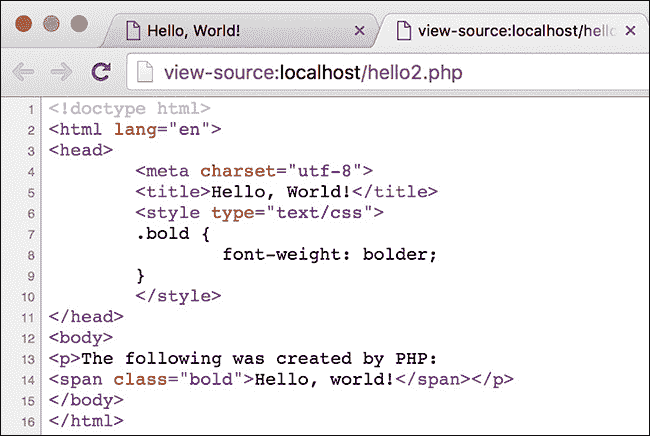 Hello, World!
view-source:localhost/hello
view-source:localhost/hello2.php
1 <!doctype html>
2 <html lang="en">
3 <head>
4 <meta charset="utf-8">
5 <title>Hello, World!</title>
6 <style type="text/css">
7 .bold {
8 font-weight: bolder;
9 }
10 </style>
11 </head>
12 <body>
13 <p>The following was created by PHP:
14 <span class="bold">Hello, world!</span></p>
15 </body>
16 </html>